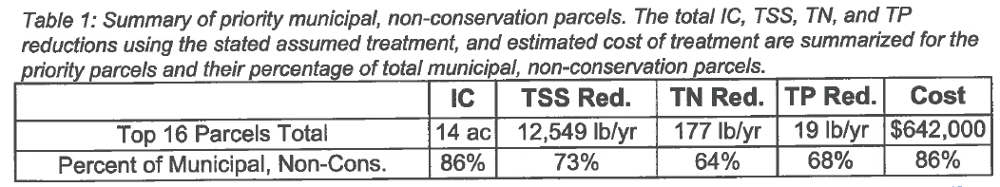 Table 1: Summary of priority municipal, non-conservation parcels. The total IC, TSS, TN, and TP
reductions using the stated assumed treatment, and estimated cost of treatment are summarized for the
priority parcels and their percentage of total municipal, non-conservation parcels.
IC TSS Red. TN Red. TP Red. Cost
Top 16 Parcels Total 14 ac 12,549 lb/yr 177 lb/yr 19 lb/yr $642,000
Percent of Municipal, Non-Cons. 86% 73% 64% 68% 86%